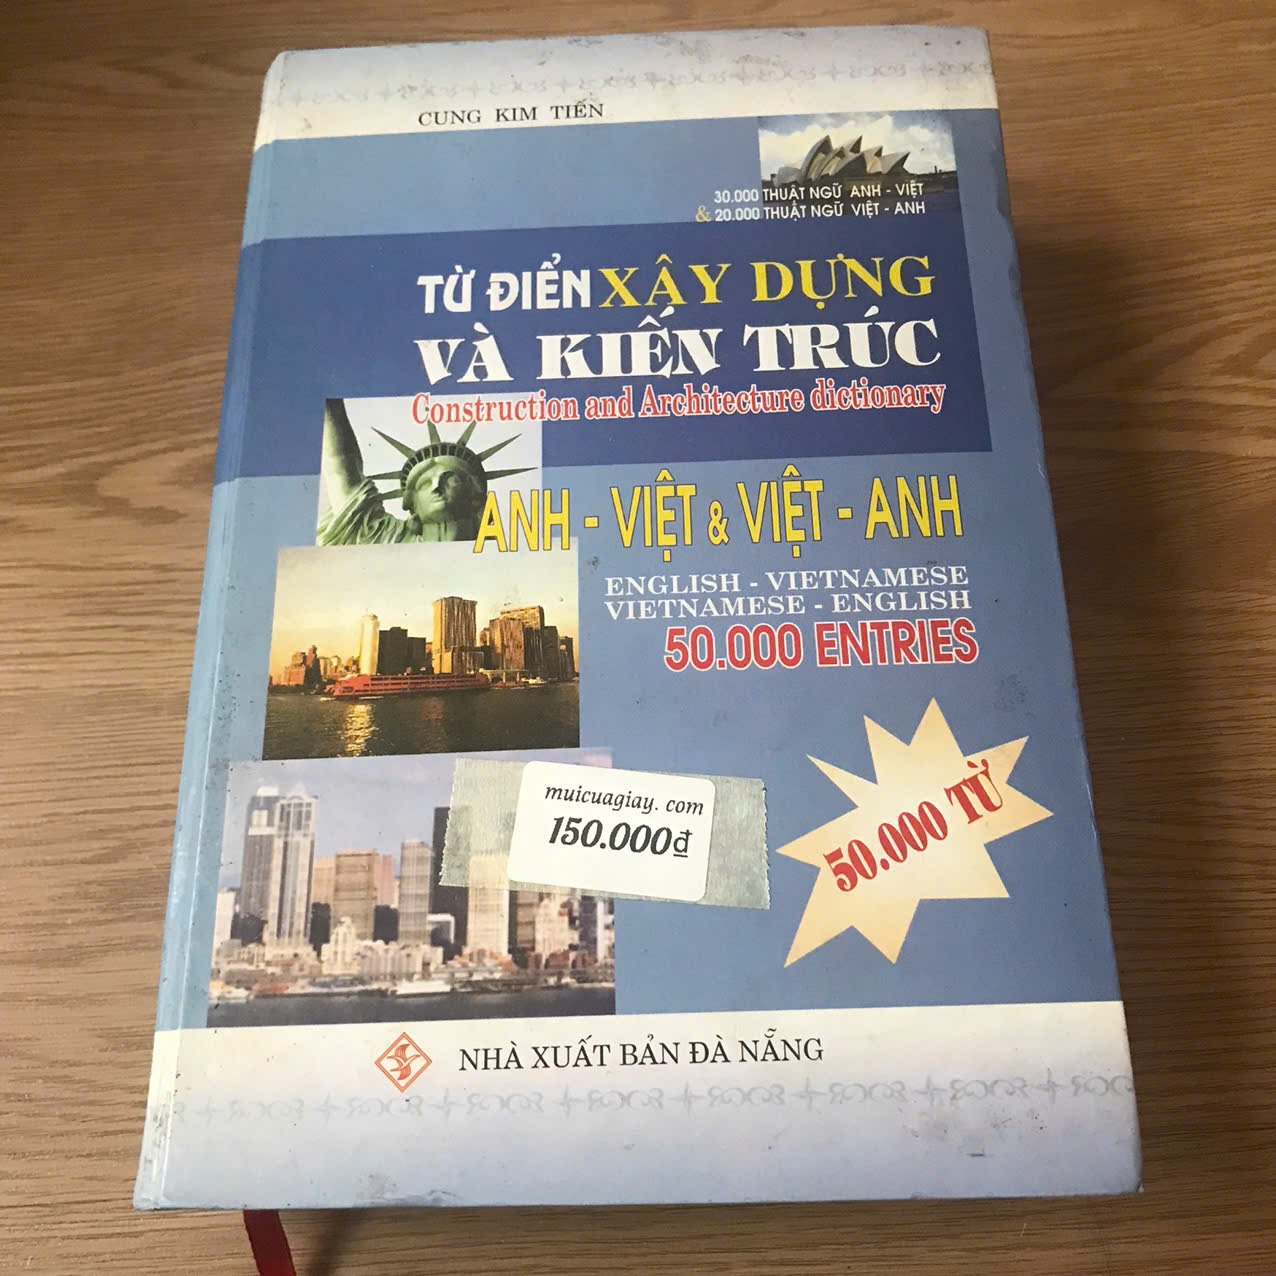 CUNG KIM TIẾN
30.000 THUẬT NGỮ ANH - VIỆT
& 20.000 THUẬT NGỮ VIỆT - ANH
TỪ ĐIỂN XÂY DỰNG
VÀ KIẾN TRÚC
Construction and Architecture dictionary
ANH - VIỆT & VIỆT - ANH
ENGLISH - VIETNAMESE
VIETNAMESE - ENGLISH
50.000 ENTRIES
muicuagiay. com
150.000đ
50.000 TỪ
NHÀ XUẤT BẢN ĐÀ NẴNG